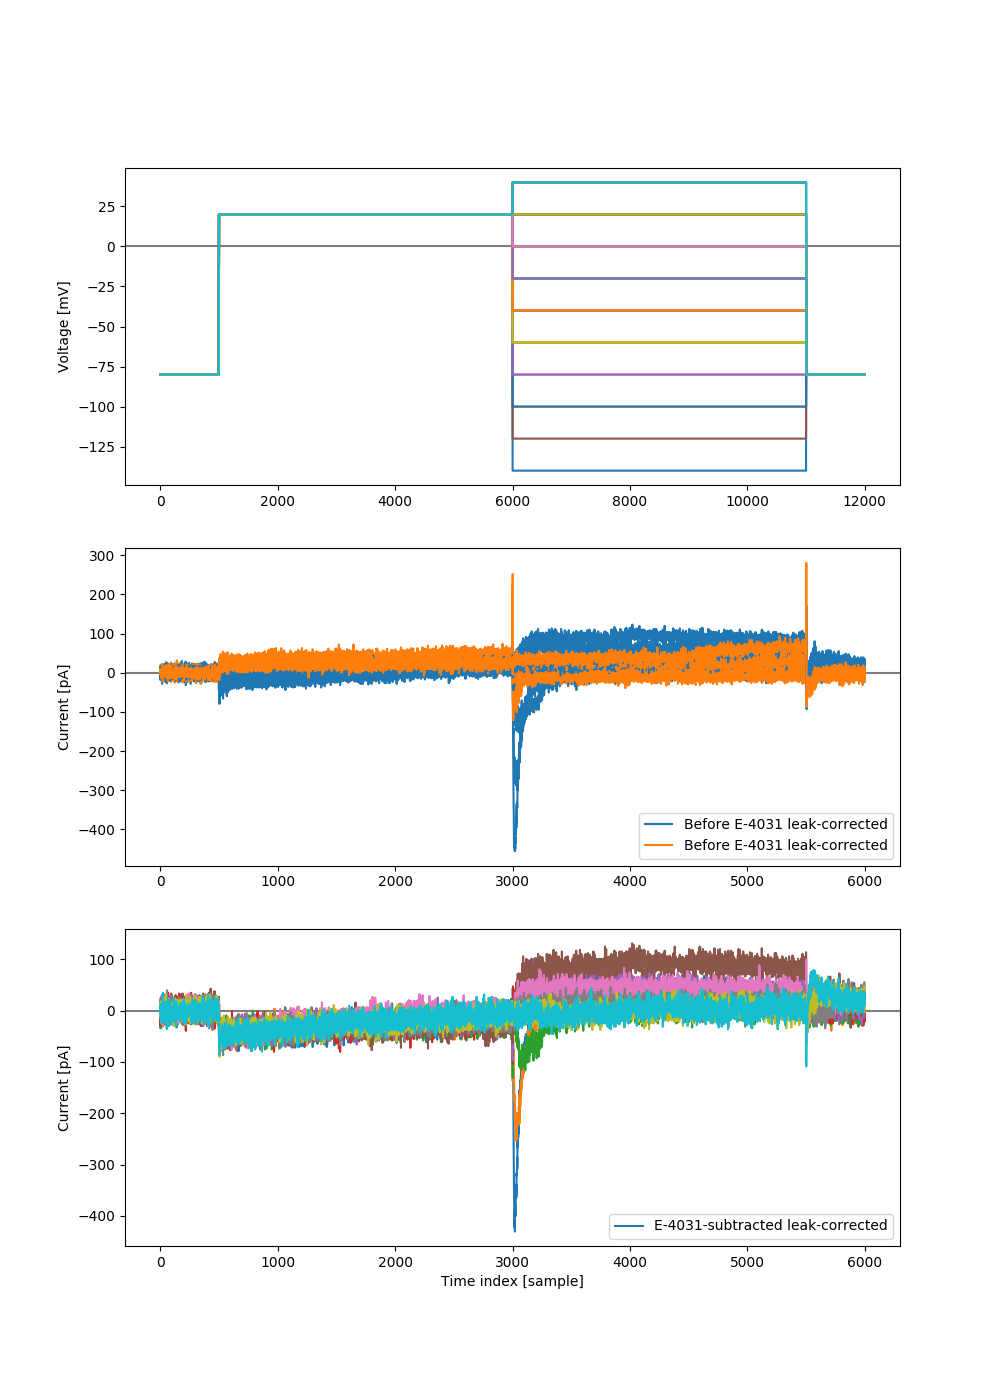 25
0
−25
−50
−75
−100
−125
Voltage [mV]
0 2000 4000 6000 8000 10000 12000
300
200
100
0
−100
−200
−300
−400
Current [pA]
Before E-4031 leak-corrected
Before E-4031 leak-corrected
0 1000 2000 3000 4000 5000 6000
100
0
−100
−200
−300
−400
Current [pA]
E-4031-subtracted leak-corrected
0 1000 2000 3000 4000 5000 6000
Time index [sample]